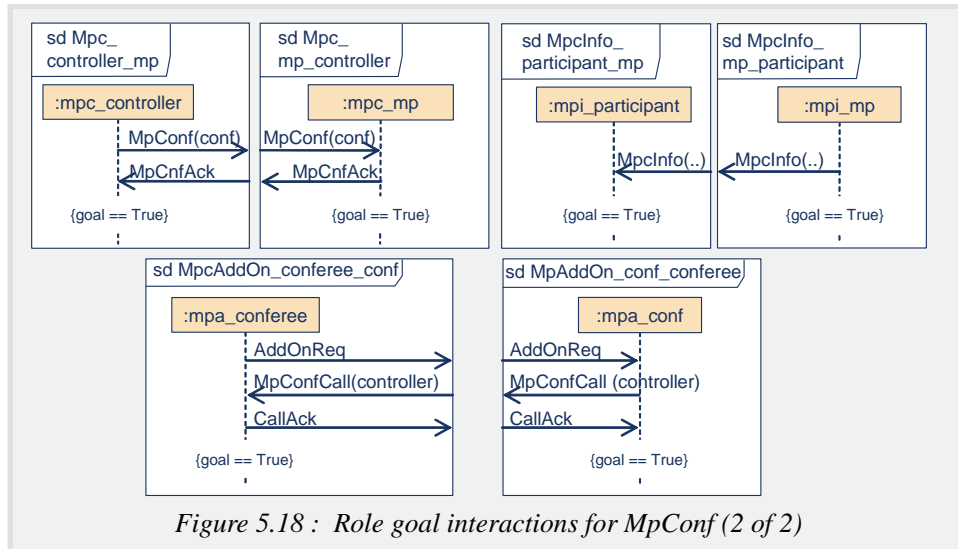 sd Mpc_
controller_mp
:mpc_controller
MpConf(conf)
MpCnfAck
{goal == True}
sd Mpc_
mp_controller
:mpc_mp
MpConf(conf)
MpCnfAck
{goal == True}
sd MpcInfo_
participant_mp
:mpi_participant
MpcInfo(..)
{goal == True}
sd MpcInfo_
mp_participant
:mpi_mp
MpcInfo(..)
{goal == True}
sd MpcAddOn_conferee_conf
:mpa_conferee
AddOnReq
MpConfCall(controller)
CallAck
{goal == True}
sd MpAddOn_conf_conferee
:mpa_conf
AddOnReq
MpConfCall (controller)
CallAck
{goal == True}
Figure 5.18 : Role goal interactions for MpConf (2 of 2)